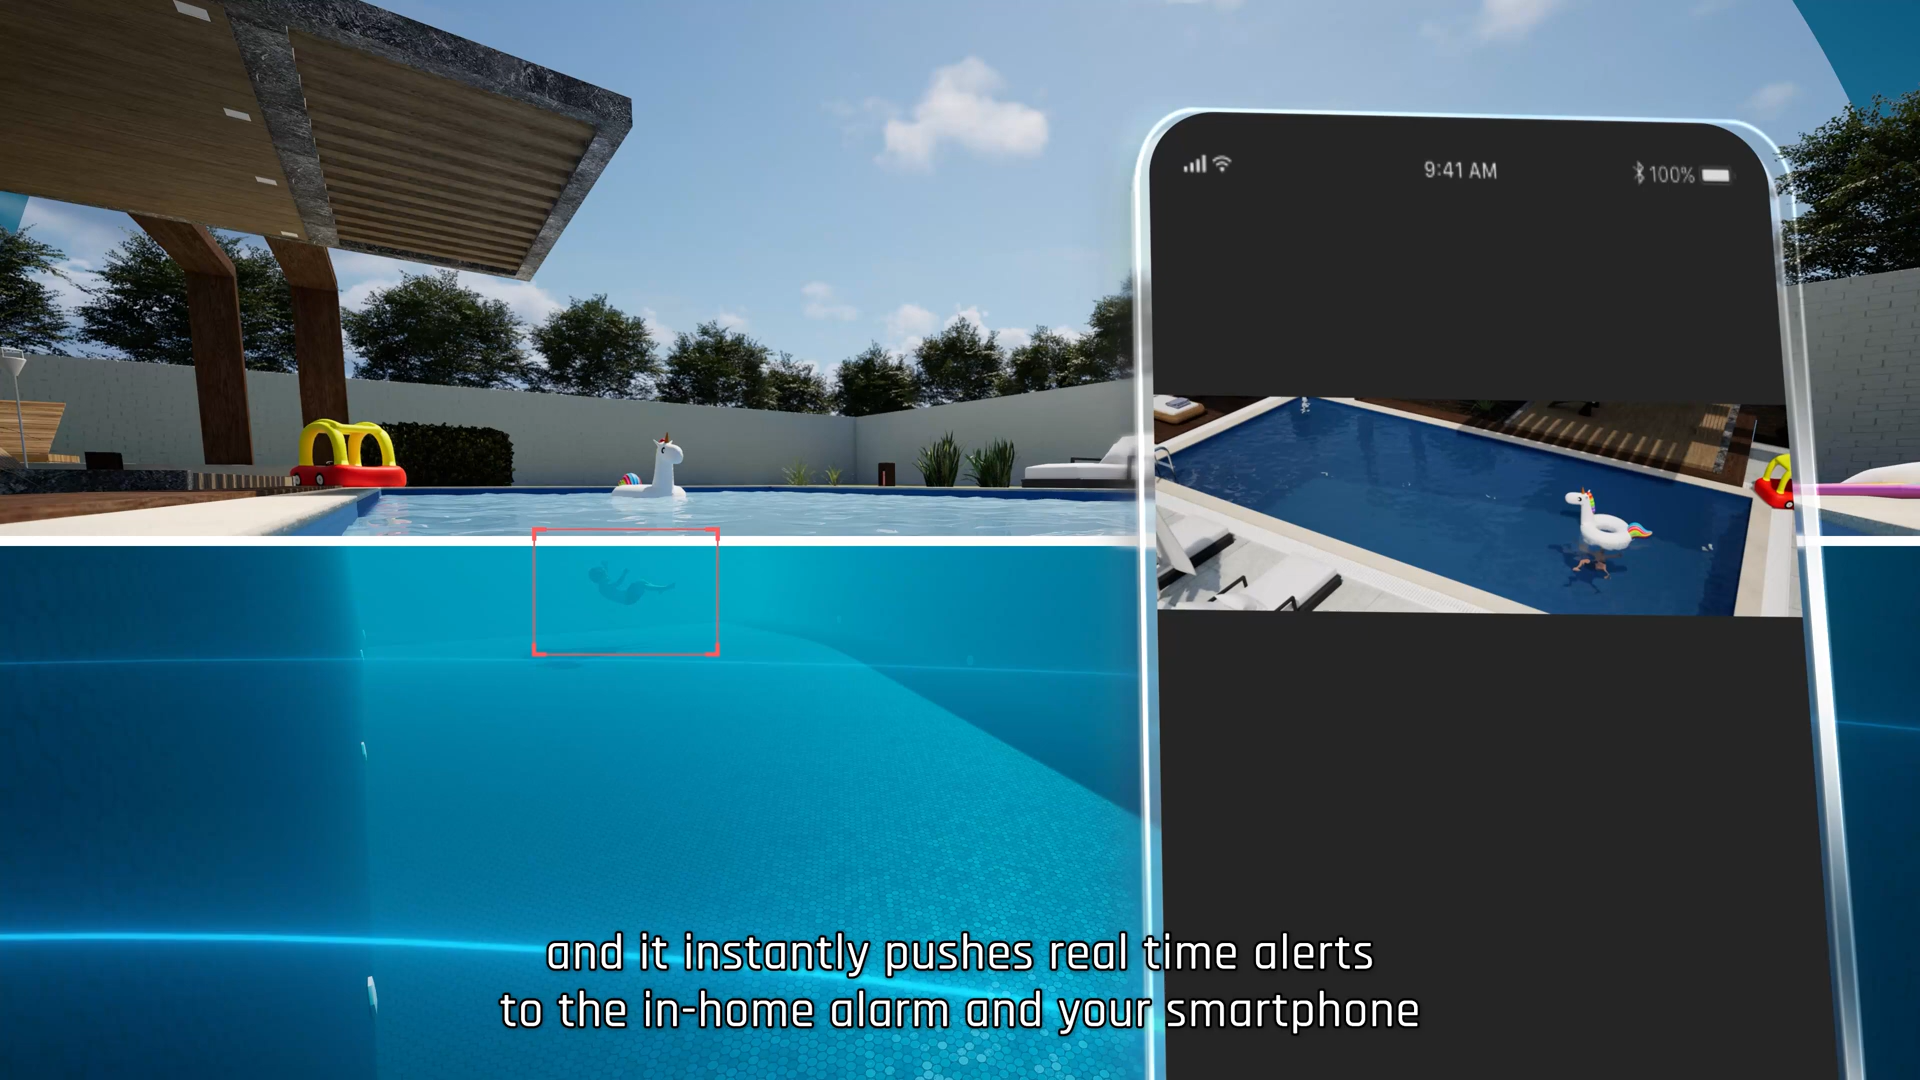 9:41 AM
100%
and it instantly pushes real time alerts
to the in-home alarm and your smartphone